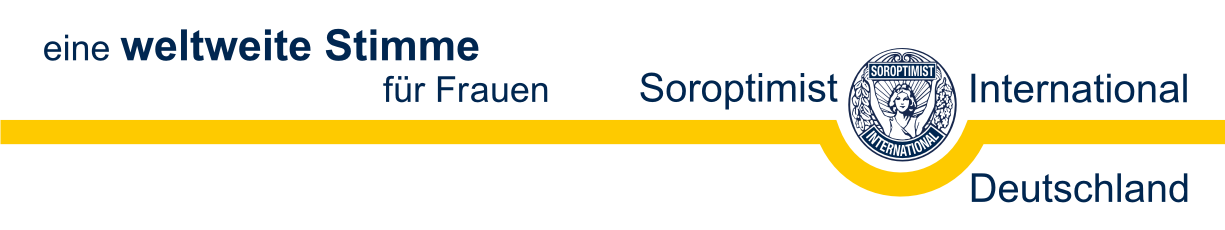 eine weltweite Stimme
für Frauen
Soroptimist
SOROPTIMIST
INTERNATIONAL
International
Deutschland